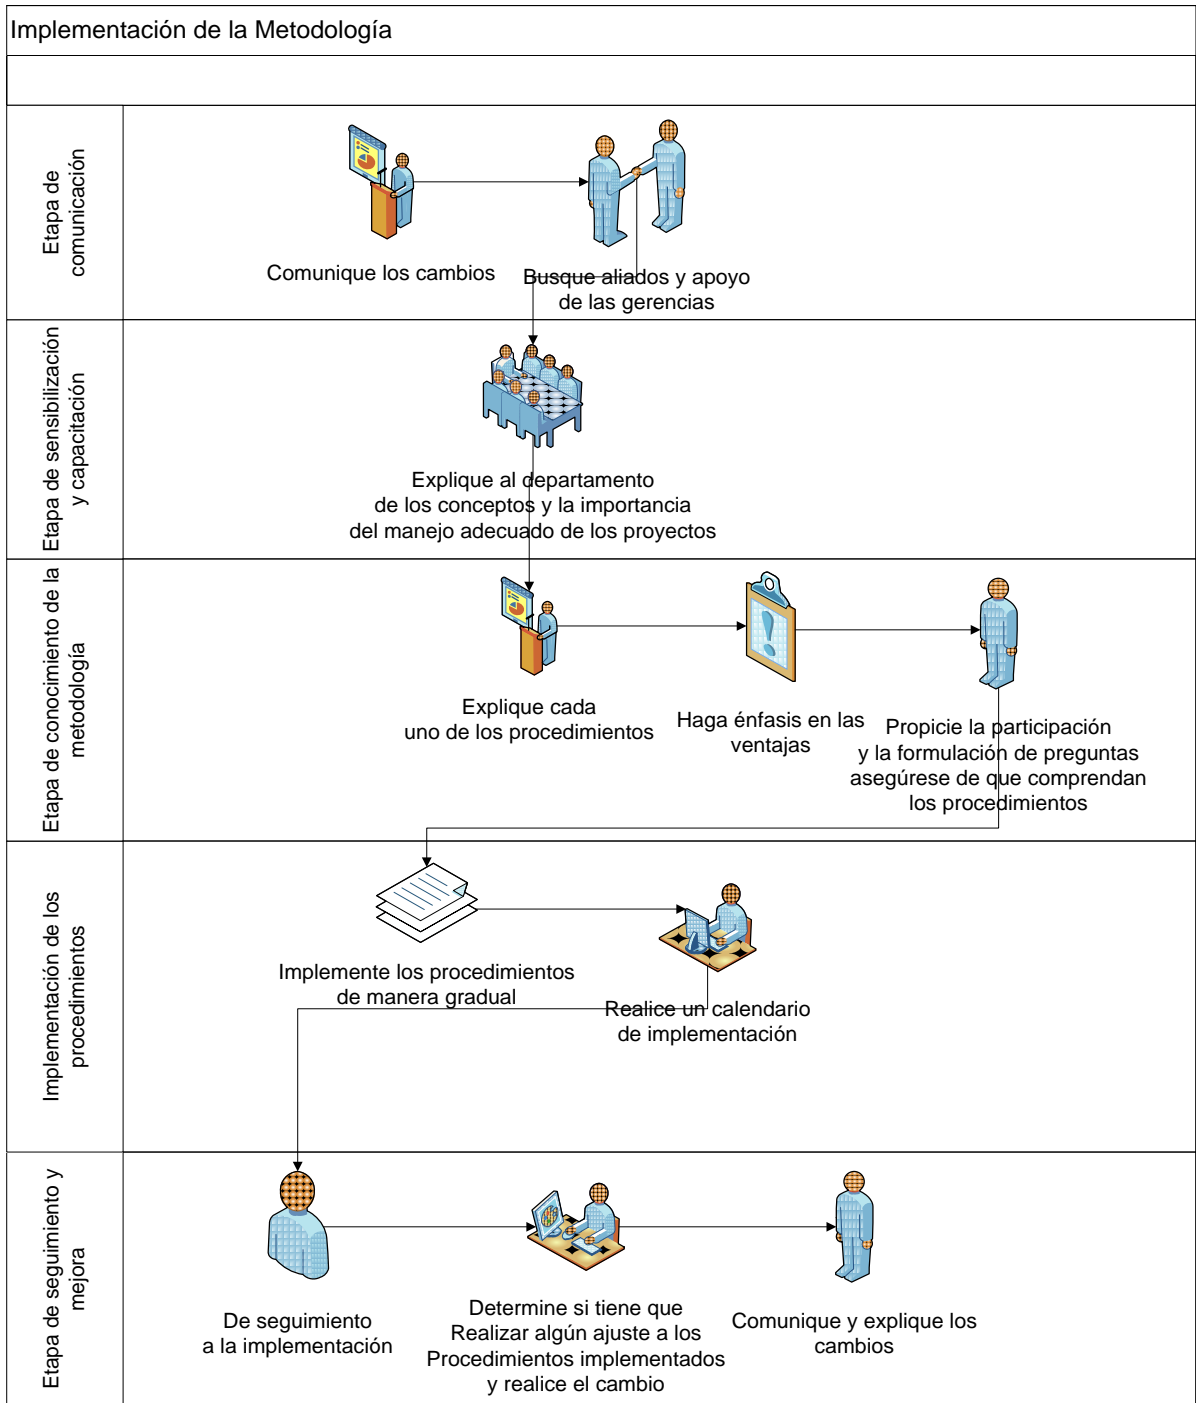 Implementación de la Metodología
Etapa de
comunicación
Comunique los cambios
Busque aliados y apoyo
de las gerencias
Etapa de sensibilización
y capacitación
Explique al departamento
de los conceptos y la importancia
del manejo adecuado de los proyectos
Etapa de conocimiento de la
metodología
Explique cada
uno de los procedimientos
Haga énfasis en las
ventajas
Propicie la participación
y la formulación de preguntas
asegúrese de que comprendan
los procedimientos
Implementación de los
procedimientos
Implemente los procedimientos
de manera gradual
Realice un calendario
de implementación
Etapa de seguimiento y
mejora
De seguimiento
a la implementación
Determine si tiene que
Realizar algún ajuste a los
Procedimientos implementados
y realice el cambio
Comunique y explique los
cambios